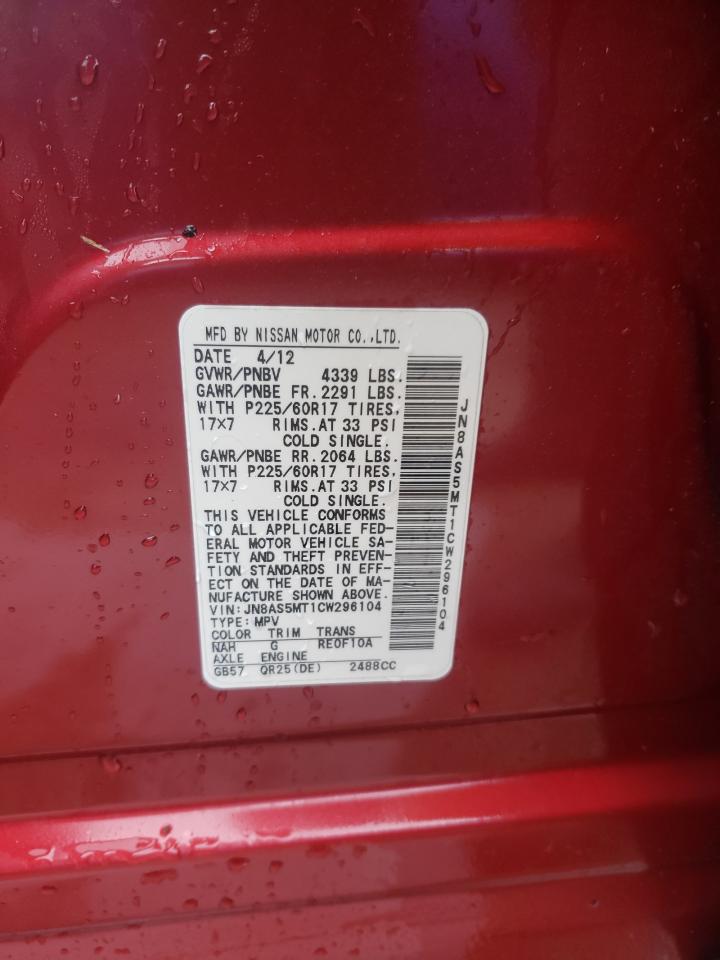 MFD BY NISSAN MOTOR CO.,LTD.
DATE 4/12
GVWR/PNBV 4339 LBS.
GAWR/PNBE FR. 2291 LBS.
WITH P225/60R17 TIRES,
17×7 RIMS.AT 33 PSI
COLD SINGLE.
GAWR/PNBE RR. 2064 LBS.
WITH P225/60R17 TIRES,
17×7 RIMS.AT 33 PSI
COLD SINGLE.
THIS VEHICLE CONFORMS
TO ALL APPLICABLE FED-
ERAL MOTOR VEHICLE SA-
FETY AND THEFT PREVEN-
TION STANDARDS IN EFF-
ECT ON THE DATE OF MA-
NUFACTURE SHOWN ABOVE.
VIN:JN8AS5MT1CW296104
TYPE:MPV
COLOR TRIM TRANS
NAH G RE0F10A
AXLE ENGINE
GB57 QR25(DE) 2488CC
JN8AS5MT1CW296104